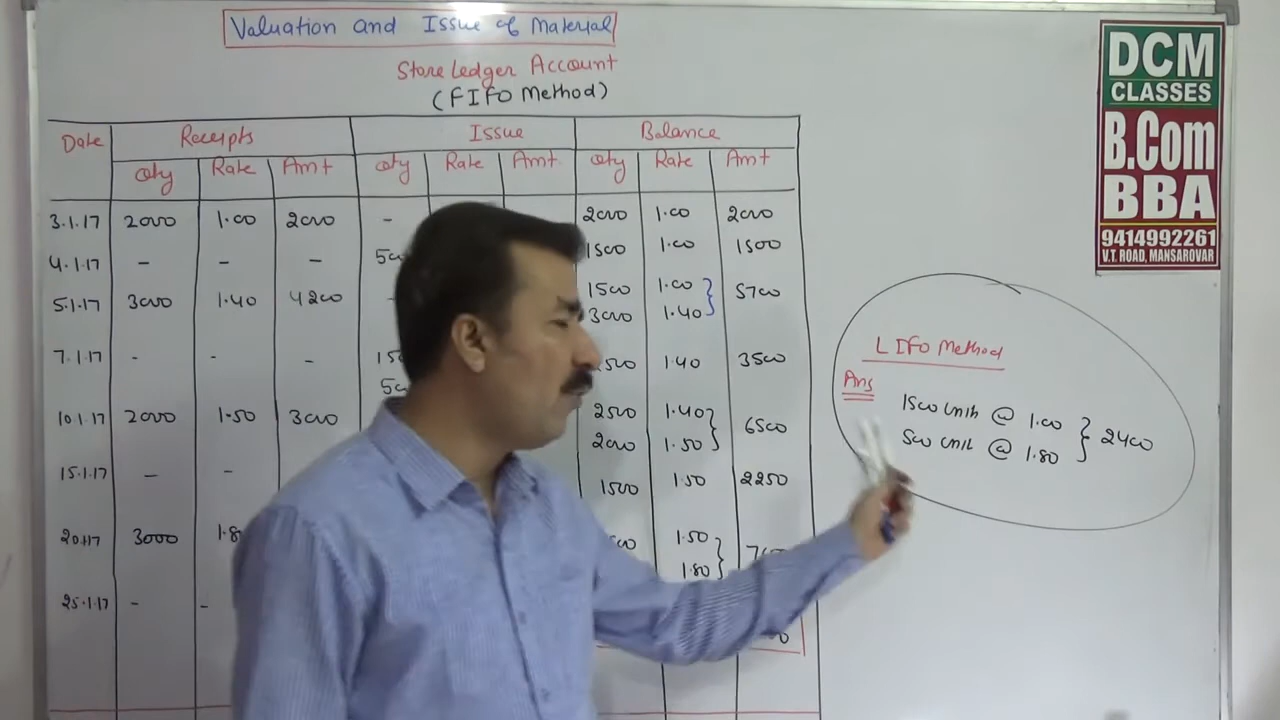 Valuation and Issue of Material
Store Ledger Account
(FIFO Method)
Date Receipts Issue Balance
Qty Rate Amt Qty Rate Amt Qty Rate Amt
3.1.17 2000 1.00 2000 - 2000 1.00 2000
4.1.17 - - - 1500 1.00 1500
5.1.17 3000 1.40 4200 - 1500 1.00 5700
3000 1.40
7.1.17 - - - 1.40 3500
10.1.17 2000 1.50 3000 2500 1.40 6500
2000 1.50
15.1.17 - - 1500 1.50 2250
20.1.17 3000 1.50
1.80
25.1.17 - -
LIFO Method
Ans
1500 Unit @ 1.00
500 Unit @ 1.80
2400
DCM
CLASSES
B.Com
BBA
9414992261
V.T. ROAD, MANSAROVAR